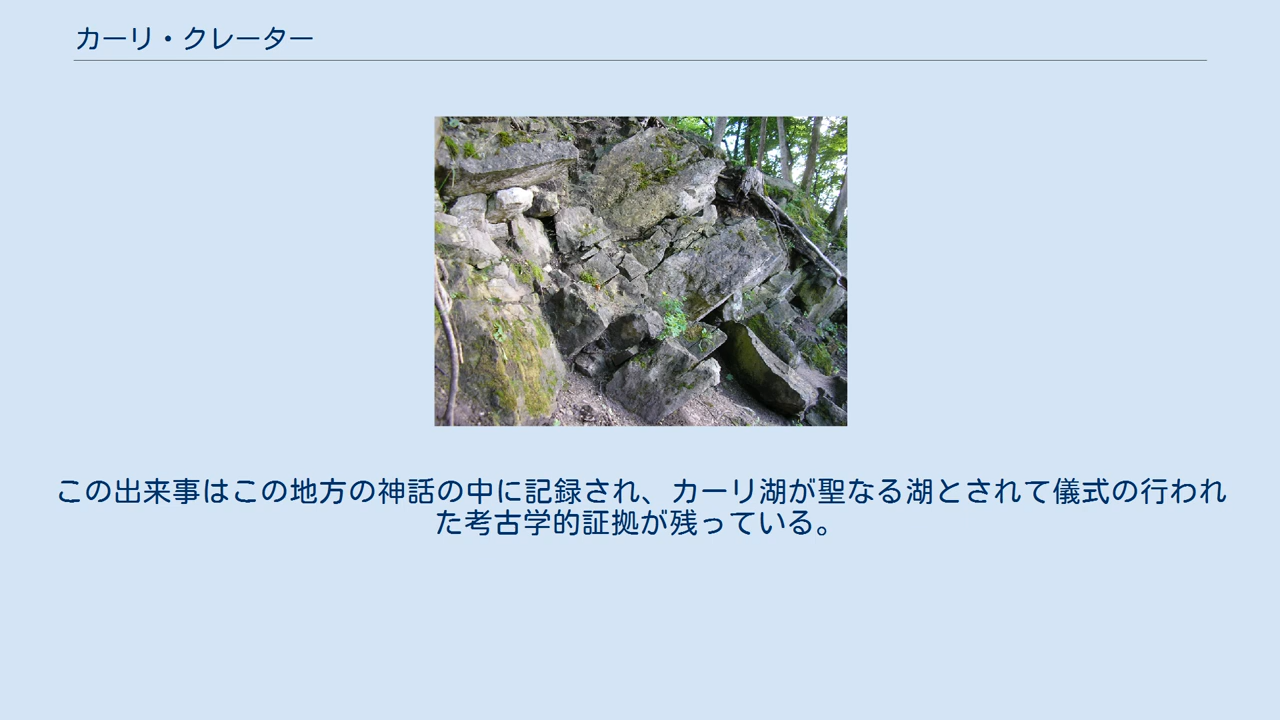 カーリ・クレーター
この出来事はこの地方の神話の中に記録され、カーリ湖が聖なる湖とされて儀式の行われ
た考古学的証拠が残っている。